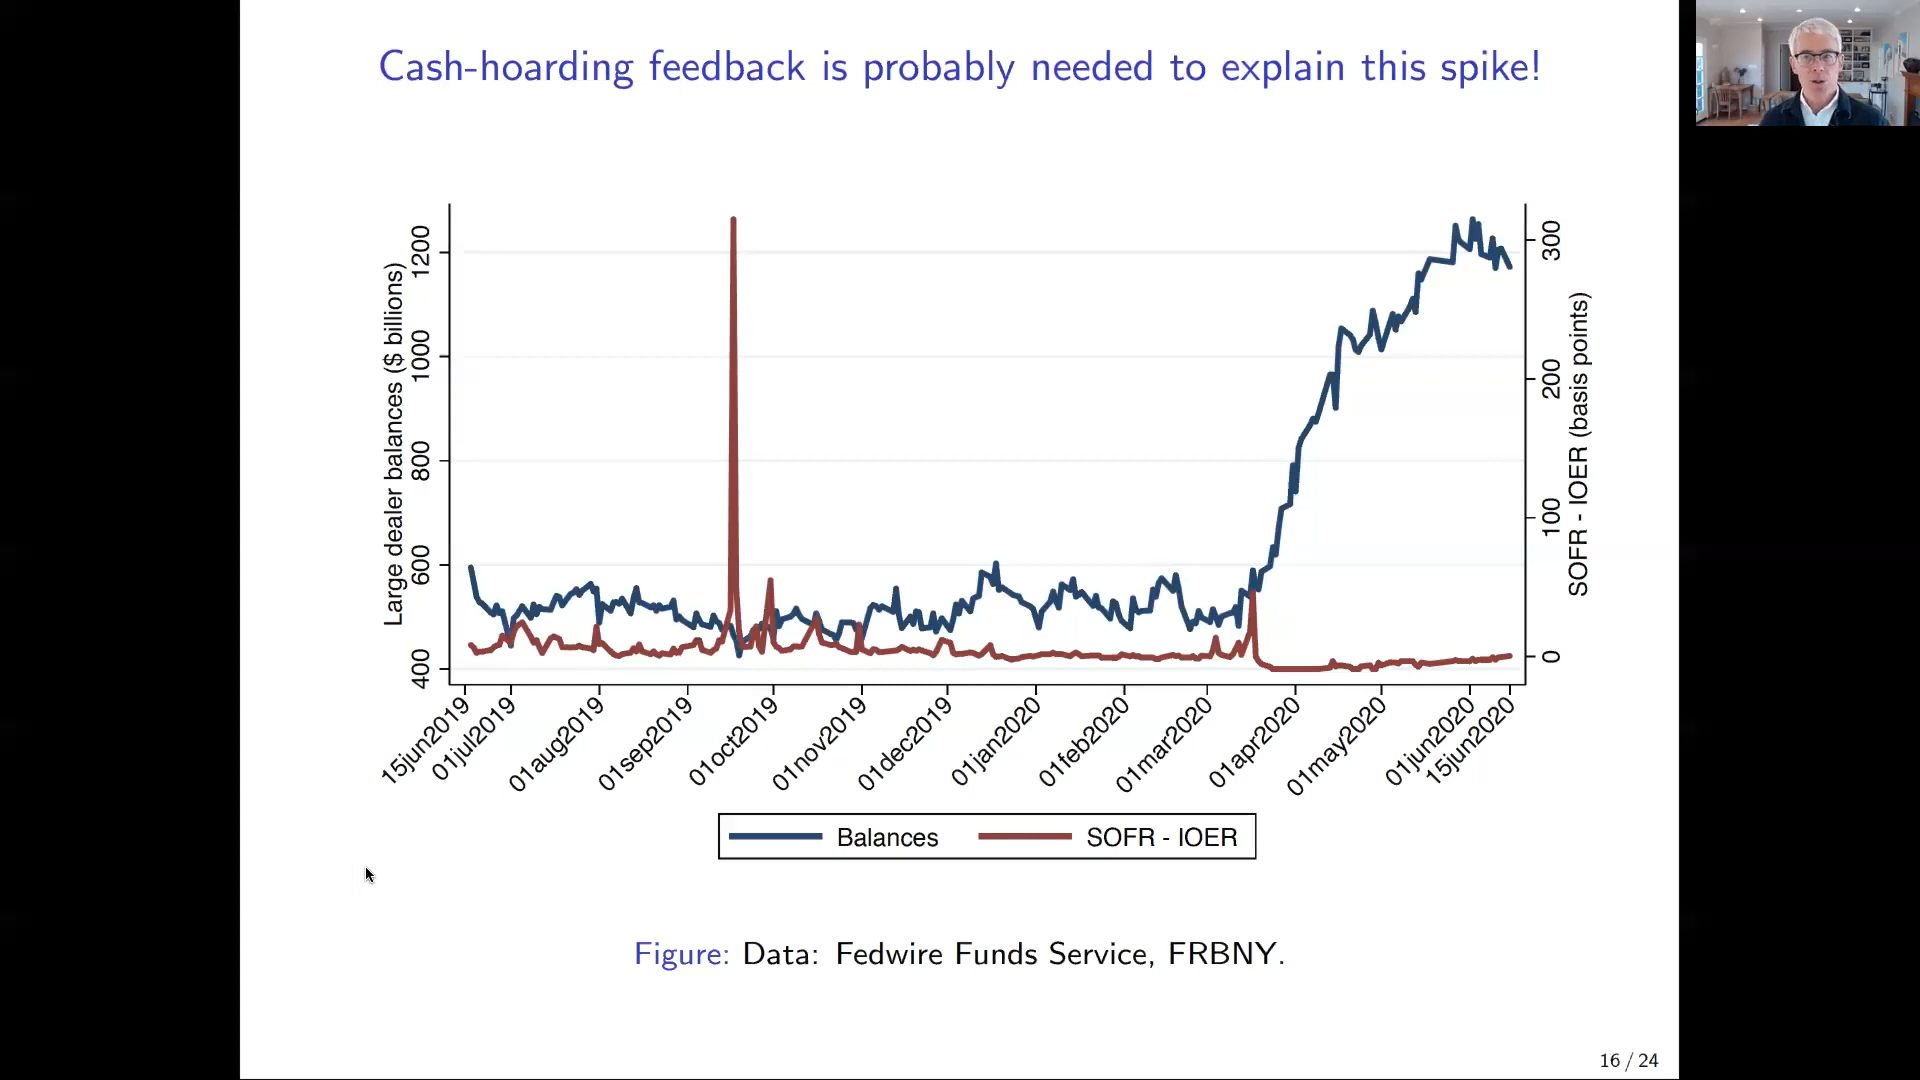 Cash-hoarding feedback is probably needed to explain this spike!
Large dealer balances ($ billions)
1200
1000
800
600
400
SOFR - IOER (basis points)
300
200
100
0
15jun2019
01jul2019
01aug2019
01sep2019
01oct2019
01nov2019
01dec2019
01jan2020
01feb2020
01mar2020
01apr2020
01may2020
01jun2020
15jun2020
Balances SOFR - IOER
Figure: Data: Fedwire Funds Service, FRBNY.
16 / 24